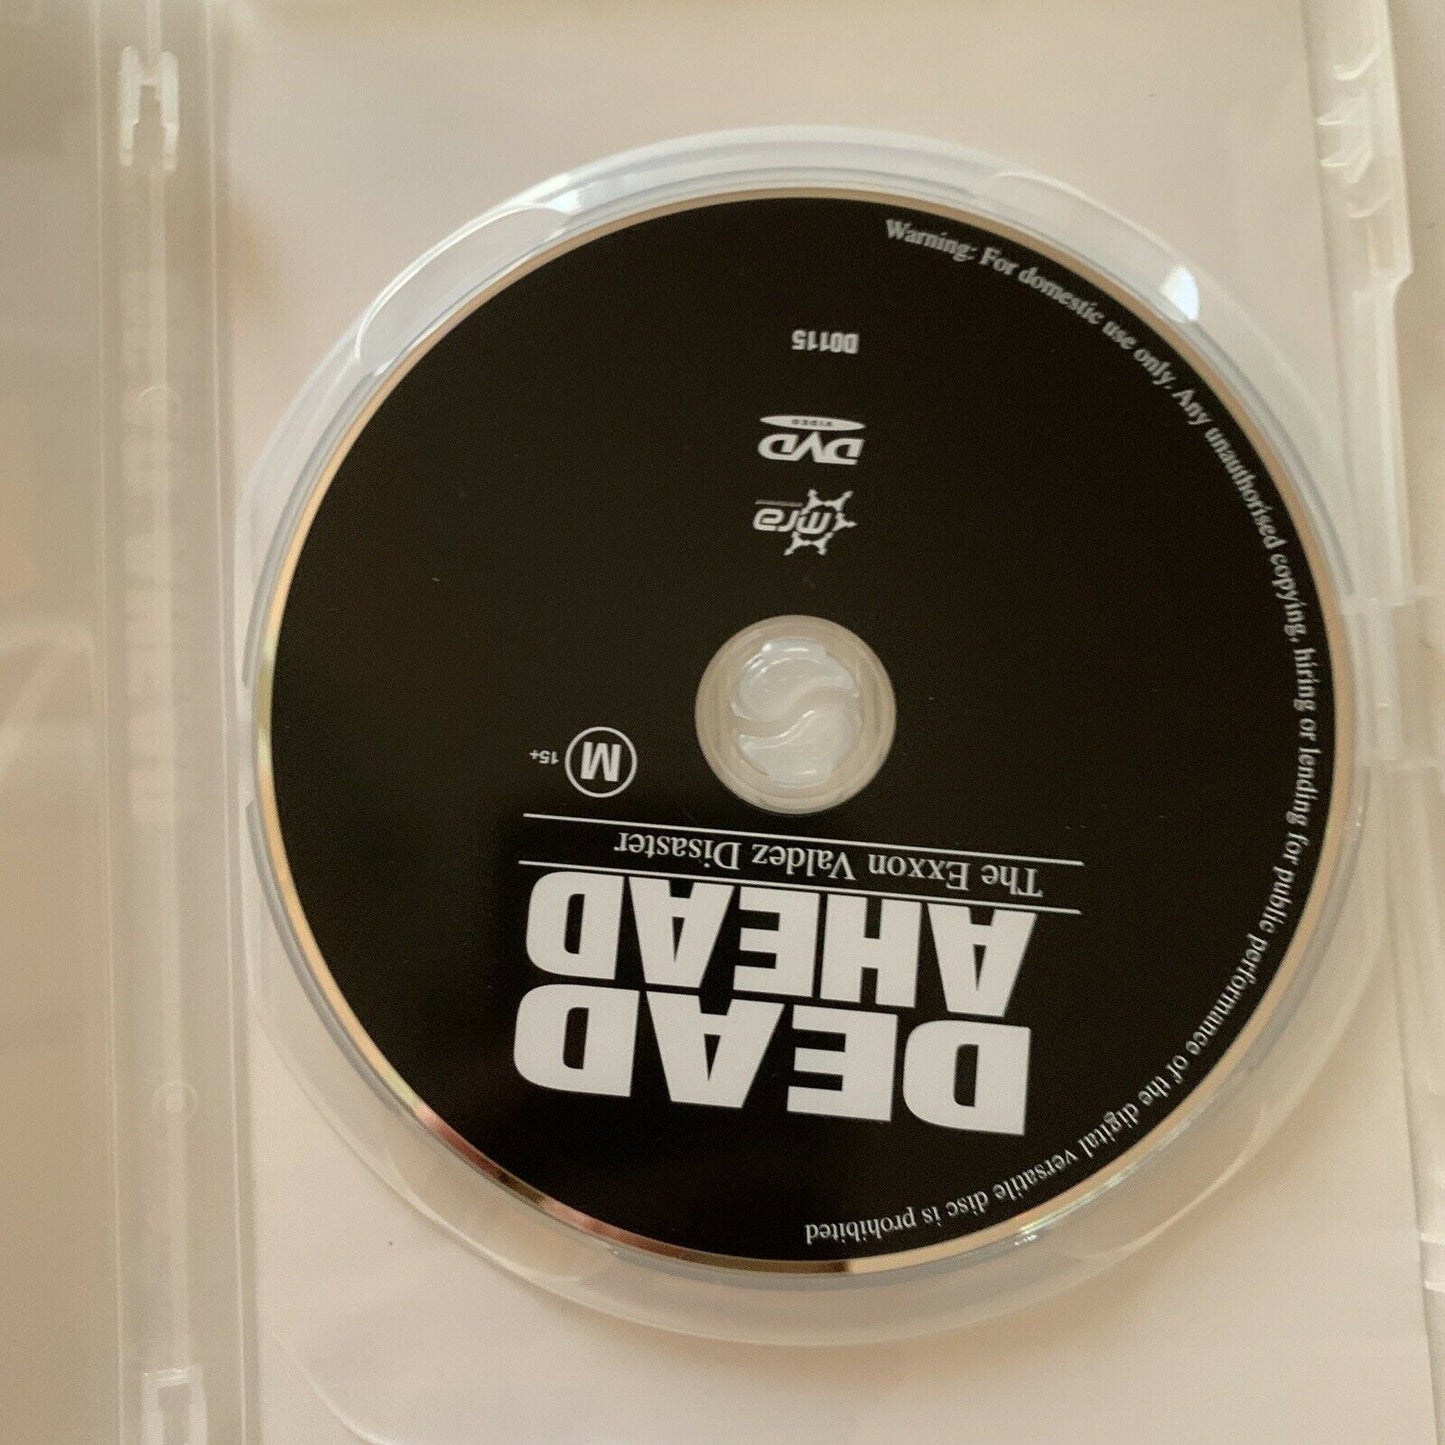 DEAD
AHEAD
The Exxon Valdez Disaster
M 15+
mra
DVD
VIDEO
D0115
Warning: For domestic use only. Any unauthorised copying, hiring or lending for public performance of the digital versatile disc is prohibited